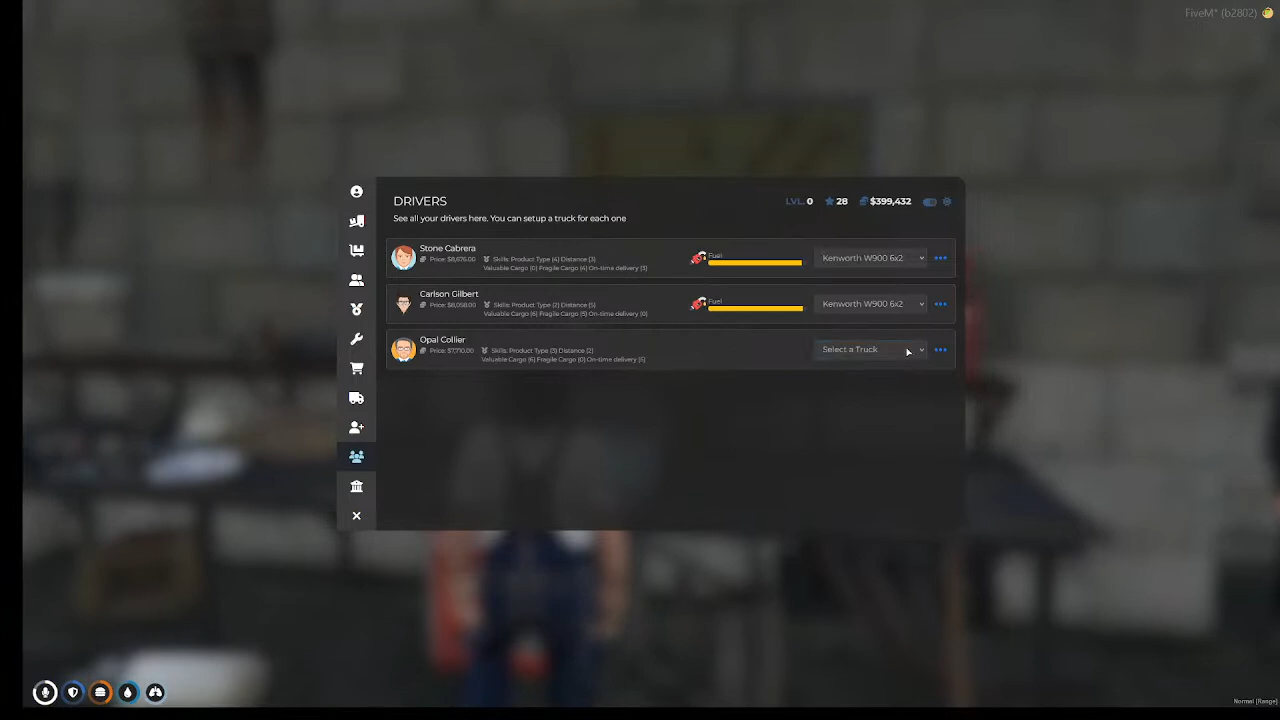 FiveM* (b2802)
DRIVERS
LVL. 0 28 $399,432
See all your drivers here. You can setup a truck for each one
Stone Cabrera
Price: $8,676.00 Skills: Product Type (4) Distance (3)
Valuable Cargo (0) Fragile Cargo (4) On-time delivery (3)
Fuel
Kenworth W900 6x2
Carlson Gilbert
Price: $8,058.00 Skills: Product Type (2) Distance (5)
Valuable Cargo (6) Fragile Cargo (5) On-time delivery (0)
Fuel
Kenworth W900 6x2
Opal Collier
Price: $7,710.00 Skills: Product Type (3) Distance (2)
Valuable Cargo (6) Fragile Cargo (0) On-time delivery (5)
Select a Truck
Normal [Range]